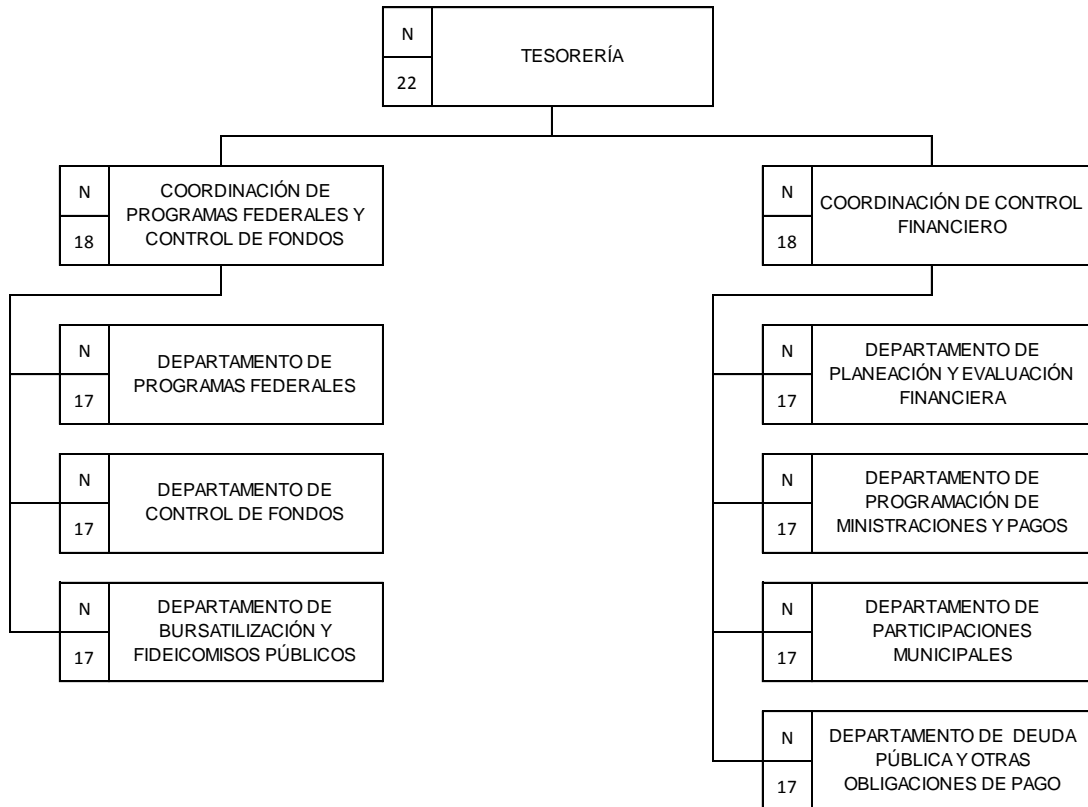 N
22
TESORERÍA
N
18
COORDINACIÓN DE
PROGRAMAS FEDERALES Y
CONTROL DE FONDOS
N
18
COORDINACIÓN DE CONTROL
FINANCIERO
N
17
DEPARTAMENTO DE
PROGRAMAS FEDERALES
N
17
DEPARTAMENTO DE
CONTROL DE FONDOS
N
17
DEPARTAMENTO DE
BURSATILIZACIÓN Y
FIDEICOMISOS PÚBLICOS
N
17
DEPARTAMENTO DE
PLANEACIÓN Y EVALUACIÓN
FINANCIERA
N
17
DEPARTAMENTO DE
PROGRAMACIÓN DE
MINISTRACIONES Y PAGOS
N
17
DEPARTAMENTO DE
PARTICIPACIONES
MUNICIPALES
N
17
DEPARTAMENTO DE DEUDA
PÚBLICA Y OTRAS
OBLIGACIONES DE PAGO